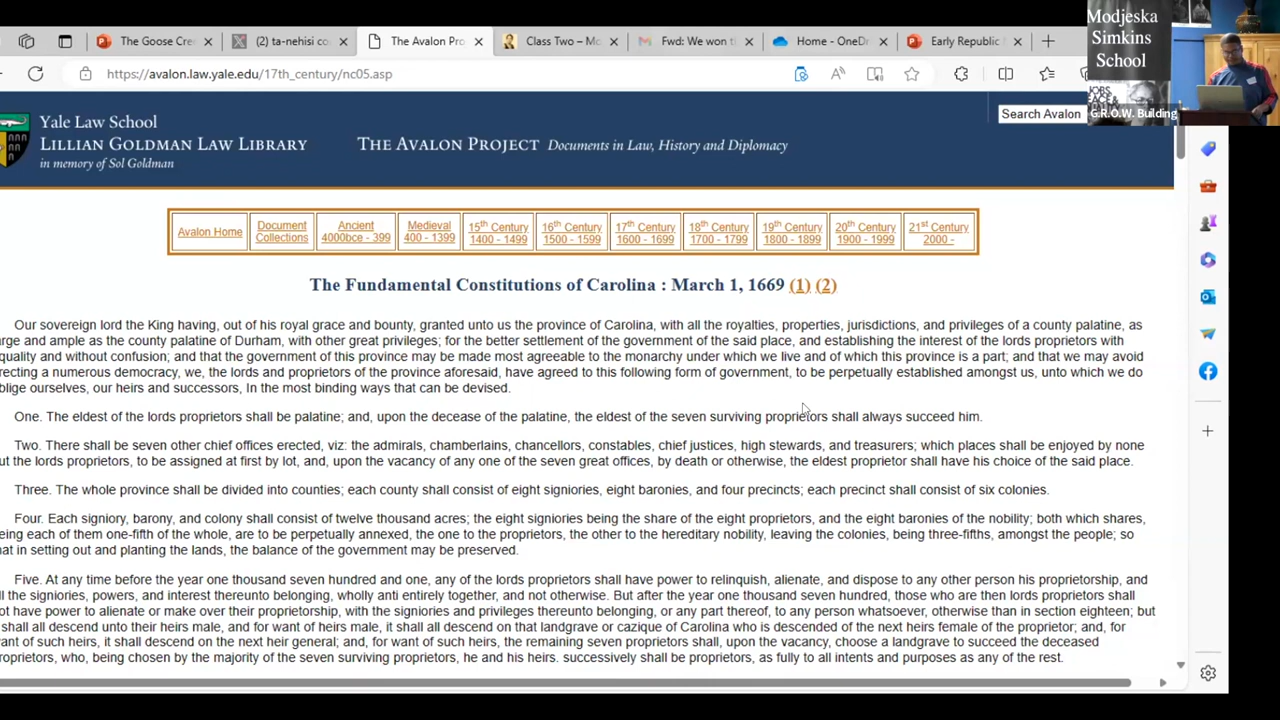 Modjeska
Simkins
School
The Goose Cre
(2) ta-nehisi co
The Avalon Pro
Class Two – Mo
Fwd: We won t
Home - OneDr
Early Republic
https://avalon.law.yale.edu/17th_century/nc05.asp
G.R.O.W. Building
Yale Law School
LILLIAN GOLDMAN LAW LIBRARY
in memory of Sol Goldman
THE AVALON PROJECT Documents in Law, History and Diplomacy
Search Avalon
Avalon Home
Document Collections
Ancient 4000bce - 399
Medieval 400 - 1399
15th Century 1400 - 1499
16th Century 1500 - 1599
17th Century 1600 - 1699
18th Century 1700 - 1799
19th Century 1800 - 1899
20th Century 1900 - 1999
21st Century 2000 -
The Fundamental Constitutions of Carolina : March 1, 1669 (1) (2)
Our sovereign lord the King having, out of his royal grace and bounty, granted unto us the province of Carolina, with all the royalties, properties, jurisdictions, and privileges of a county palatine, as
arge and ample as the county palatine of Durham, with other great privileges; for the better settlement of the government of the said place, and establishing the interest of the lords proprietors with
quality and without confusion; and that the government of this province may be made most agreeable to the monarchy under which we live and of which this province is a part; and that we may avoid
recting a numerous democracy, we, the lords and proprietors of the province aforesaid, have agreed to this following form of government, to be perpetually established amongst us, unto which we do
blige ourselves, our heirs and successors, In the most binding ways that can be devised.
One. The eldest of the lords proprietors shall be palatine; and, upon the decease of the palatine, the eldest of the seven surviving proprietors shall always succeed him.
Two. There shall be seven other chief offices erected, viz: the admirals, chamberlains, chancellors, constables, chief justices, high stewards, and treasurers; which places shall be enjoyed by none
ut the lords proprietors, to be assigned at first by lot, and, upon the vacancy of any one of the seven great offices, by death or otherwise, the eldest proprietor shall have his choice of the said place.
Three. The whole province shall be divided into counties; each county shall consist of eight signiories, eight baronies, and four precincts; each precinct shall consist of six colonies.
Four. Each signiory, barony, and colony shall consist of twelve thousand acres; the eight signiories being the share of the eight proprietors, and the eight baronies of the nobility; both which shares,
eing each of them one-fifth of the whole, are to be perpetually annexed, the one to the proprietors, the other to the hereditary nobility, leaving the colonies, being three-fifths, amongst the people; so
hat in setting out and planting the lands, the balance of the government may be preserved.
Five. At any time before the year one thousand seven hundred and one, any of the lords proprietors shall have power to relinquish, alienate, and dispose to any other person his proprietorship, and
ll the signiories, powers, and interest thereunto belonging, wholly anti entirely together, and not otherwise. But after the year one thousand seven hundred, those who are then lords proprietors shall
ot have power to alienate or make over their proprietorship, with the signiories and privileges thereunto belonging, or any part thereof, to any person whatsoever, otherwise than in section eighteen; but
shall all descend unto their heirs male, and for want of heirs male, it shall all descend on that landgrave or cazique of Carolina who is descended of the next heirs female of the proprietor; and, for
want of such heirs, it shall descend on the next heir general; and, for want of such heirs, the remaining seven proprietors shall, upon the vacancy, choose a landgrave to succeed the deceased
roprietors, who, being chosen by the majority of the seven surviving proprietors, he and his heirs. successively shall be proprietors, as fully to all intents and purposes as any of the rest.